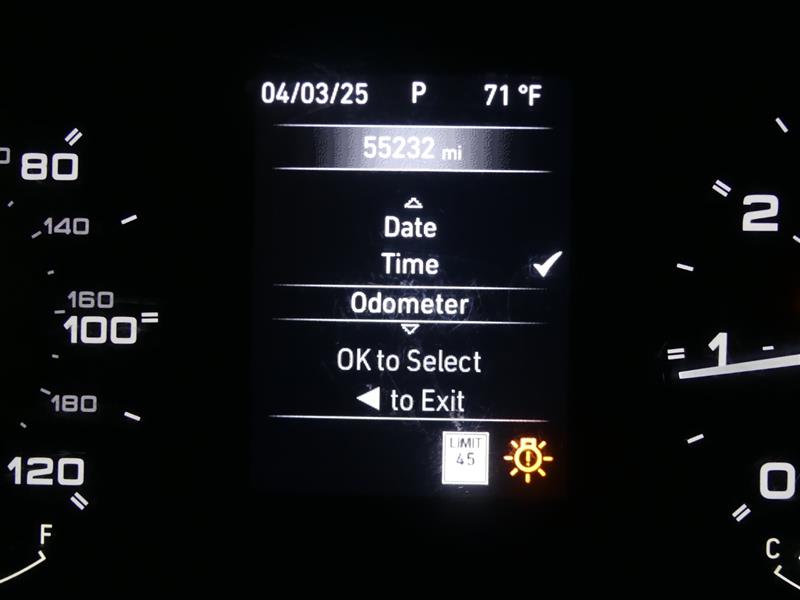 04/03/25 P 71 °F
55232 mi
Date
Time
Odometer
OK to Select
to Exit
LIMIT
45
80
140
160
100
180
120
F
2
1
0
C